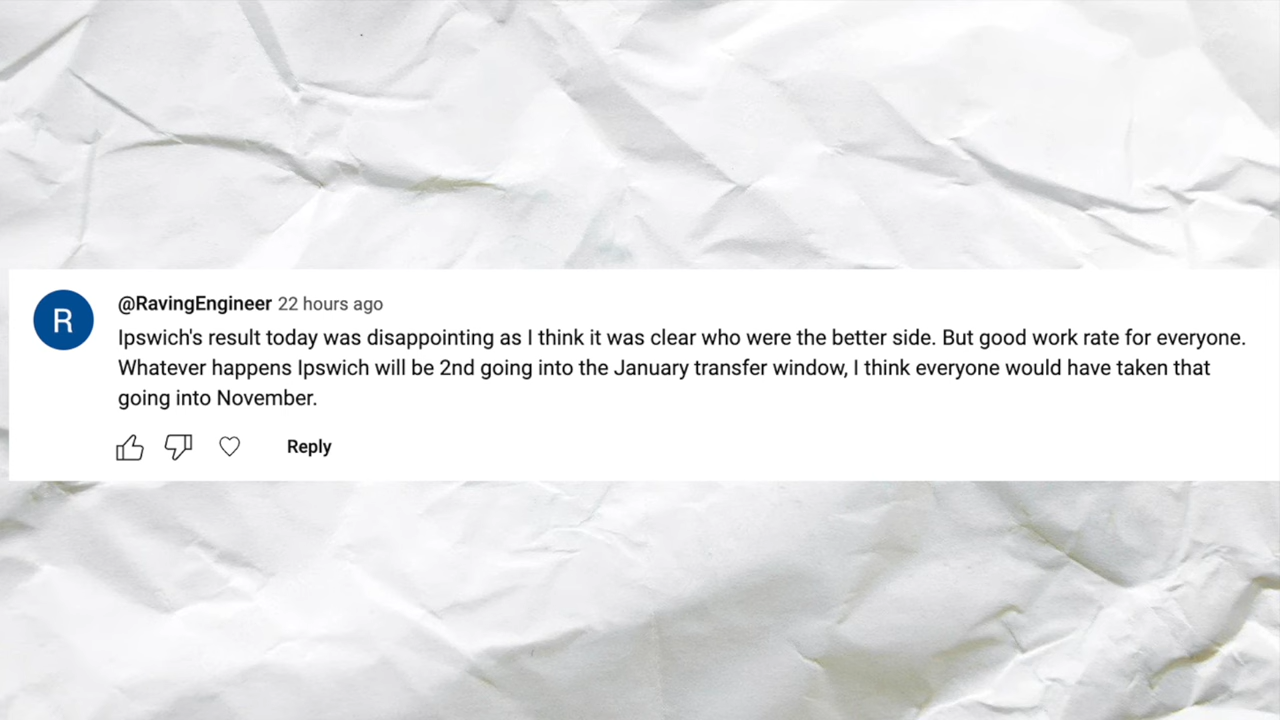 R
@RavingEngineer 22 hours ago
Ipswich's result today was disappointing as I think it was clear who were the better side. But good work rate for everyone.
Whatever happens Ipswich will be 2nd going into the January transfer window, I think everyone would have taken that
going into November.
Reply